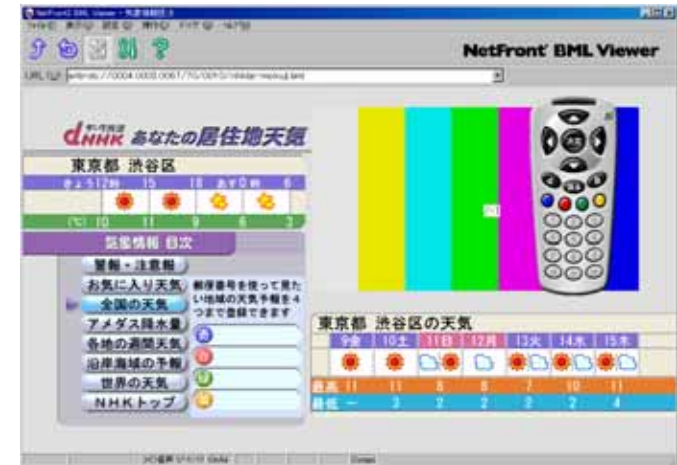 NetFront BML Viewer
dNHK あなたの居住地天気
東京都 渋谷区
きょう12時 15 18 あす0時 6
(℃) 10 11 9 6 3
気象情報 目次
警報・注意報
お気に入り天気
全国の天気
アメダス降水量
各地の週間天気
沿岸海域の予報
世界の天気
NHKトップ
郵便番号を使って見た
い地域の天気予報を4
つまで登録できます
東京都 渋谷区の天気
9金 10土 11日 12月 13火 14水 15木
最高 11 11 8 8 7 10 11
最低 ー 3 2 2 2 2 4